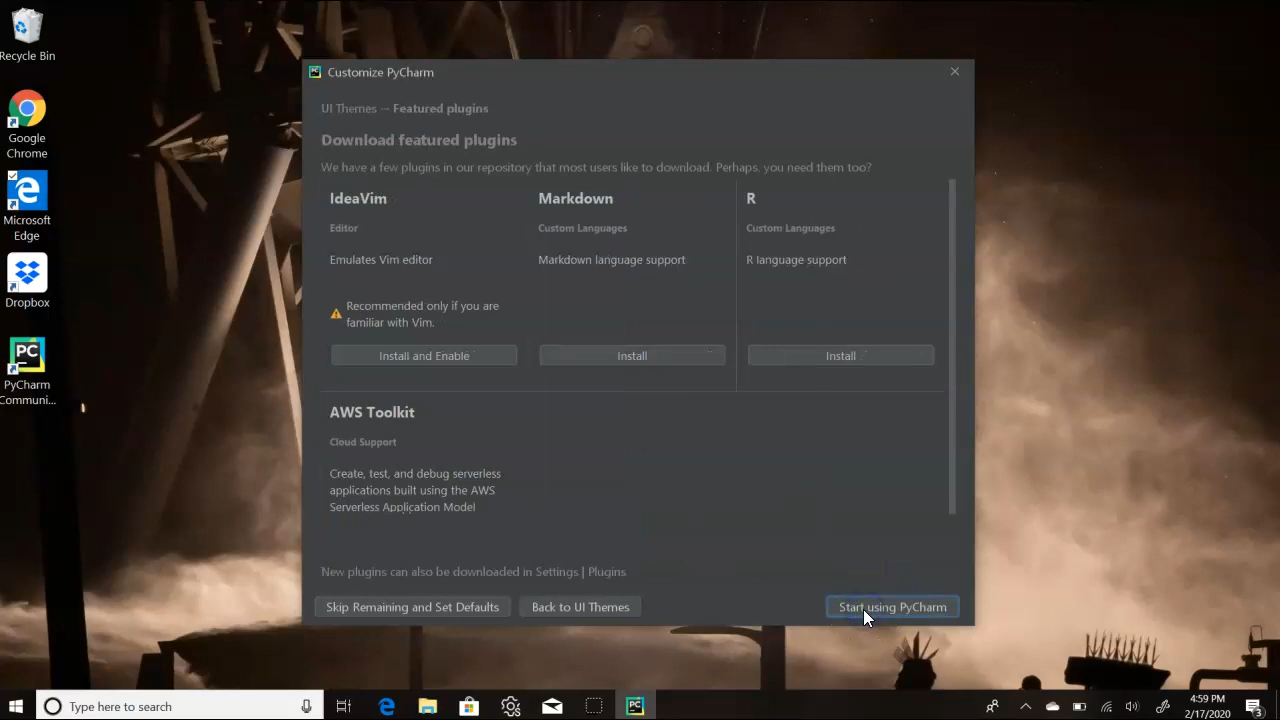 Recycle Bin
Google
Chrome
Microsoft
Edge
Dropbox
PyCharm
Communi...
Customize PyCharm
UI Themes → Featured plugins
Download featured plugins
We have a few plugins in our repository that most users like to download. Perhaps, you need them too?
IdeaVim
Editor
Emulates Vim editor
Recommended only if you are
familiar with Vim.
Install and Enable
Markdown
Custom Languages
Markdown language support
Install
R
Custom Languages
R language support
Install
AWS Toolkit
Cloud Support
Create, test, and debug serverless
applications built using the AWS
Serverless Application Model
New plugins can also be downloaded in Settings | Plugins
Skip Remaining and Set Defaults
Back to UI Themes
Start using PyCharm
Type here to search
4:59 PM
2/17/2020
3